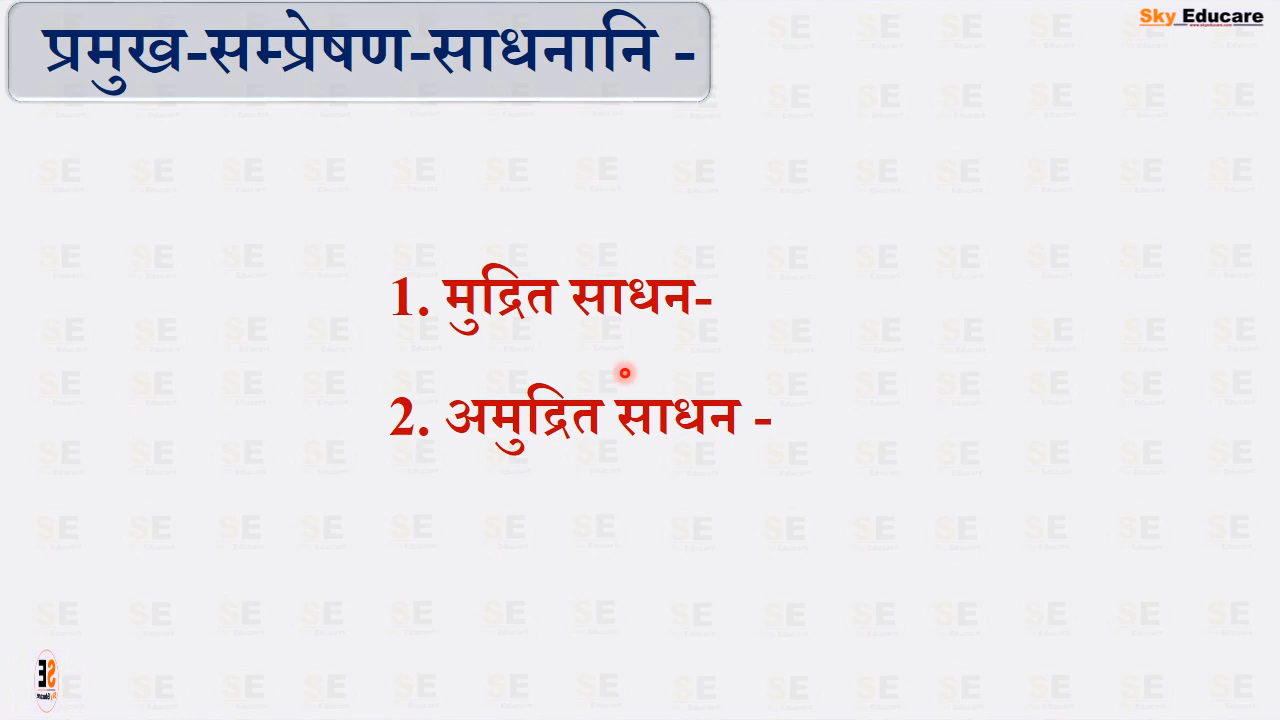 प्रमुख-सम्प्रेषण-साधनानि -
Sky Educare
1. मुद्रित साधन-
2. अमुद्रित साधन -